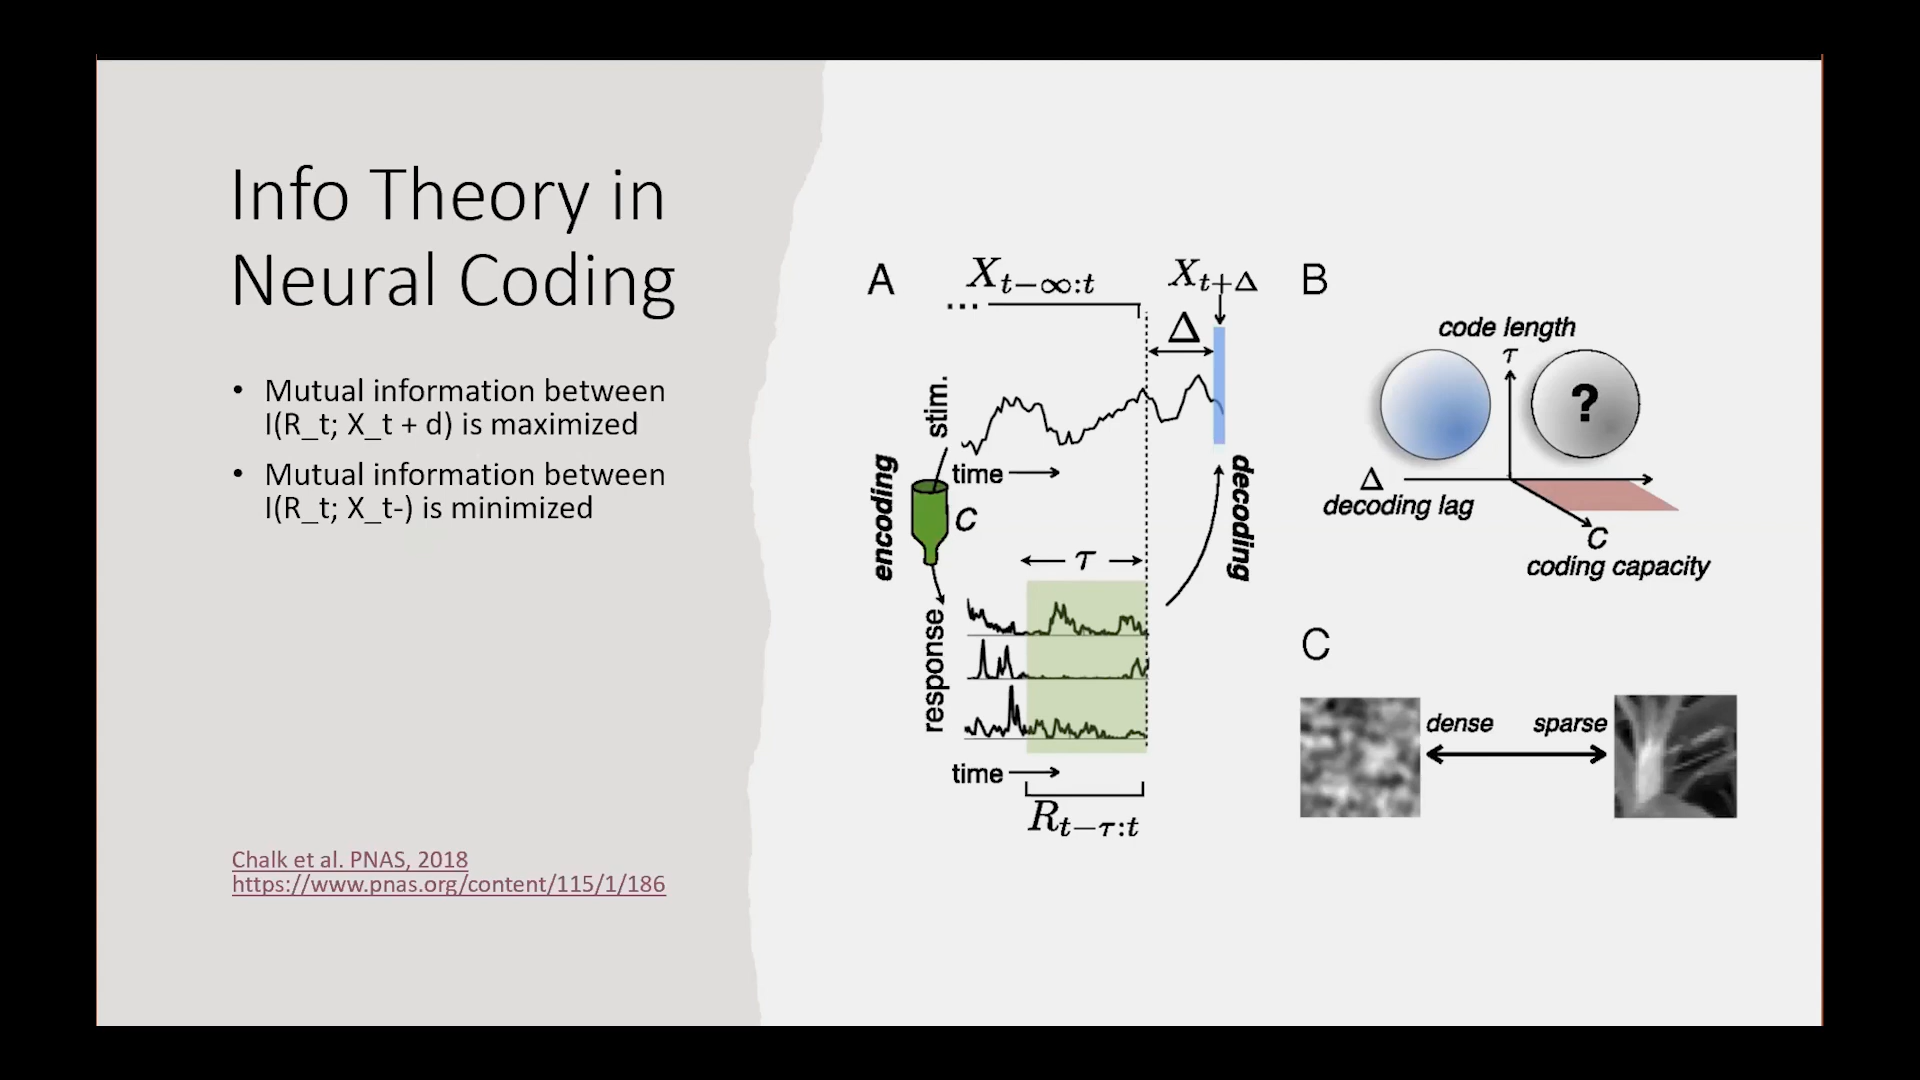 Info Theory in
Neural Coding
• Mutual information between
I(R_t; X_t + d) is maximized
• Mutual information between
I(R_t; X_t-) is minimized
Chalk et al. PNAS, 2018
https://www.pnas.org/content/115/1/186
A
X_{t-∞:t}
X_{t+Δ}
...
Δ
stim.
time
encoding
C
decoding
τ
response
time
R_{t-τ:t}
B
code length
τ
?
Δ
decoding lag
C
coding capacity
C
dense
sparse